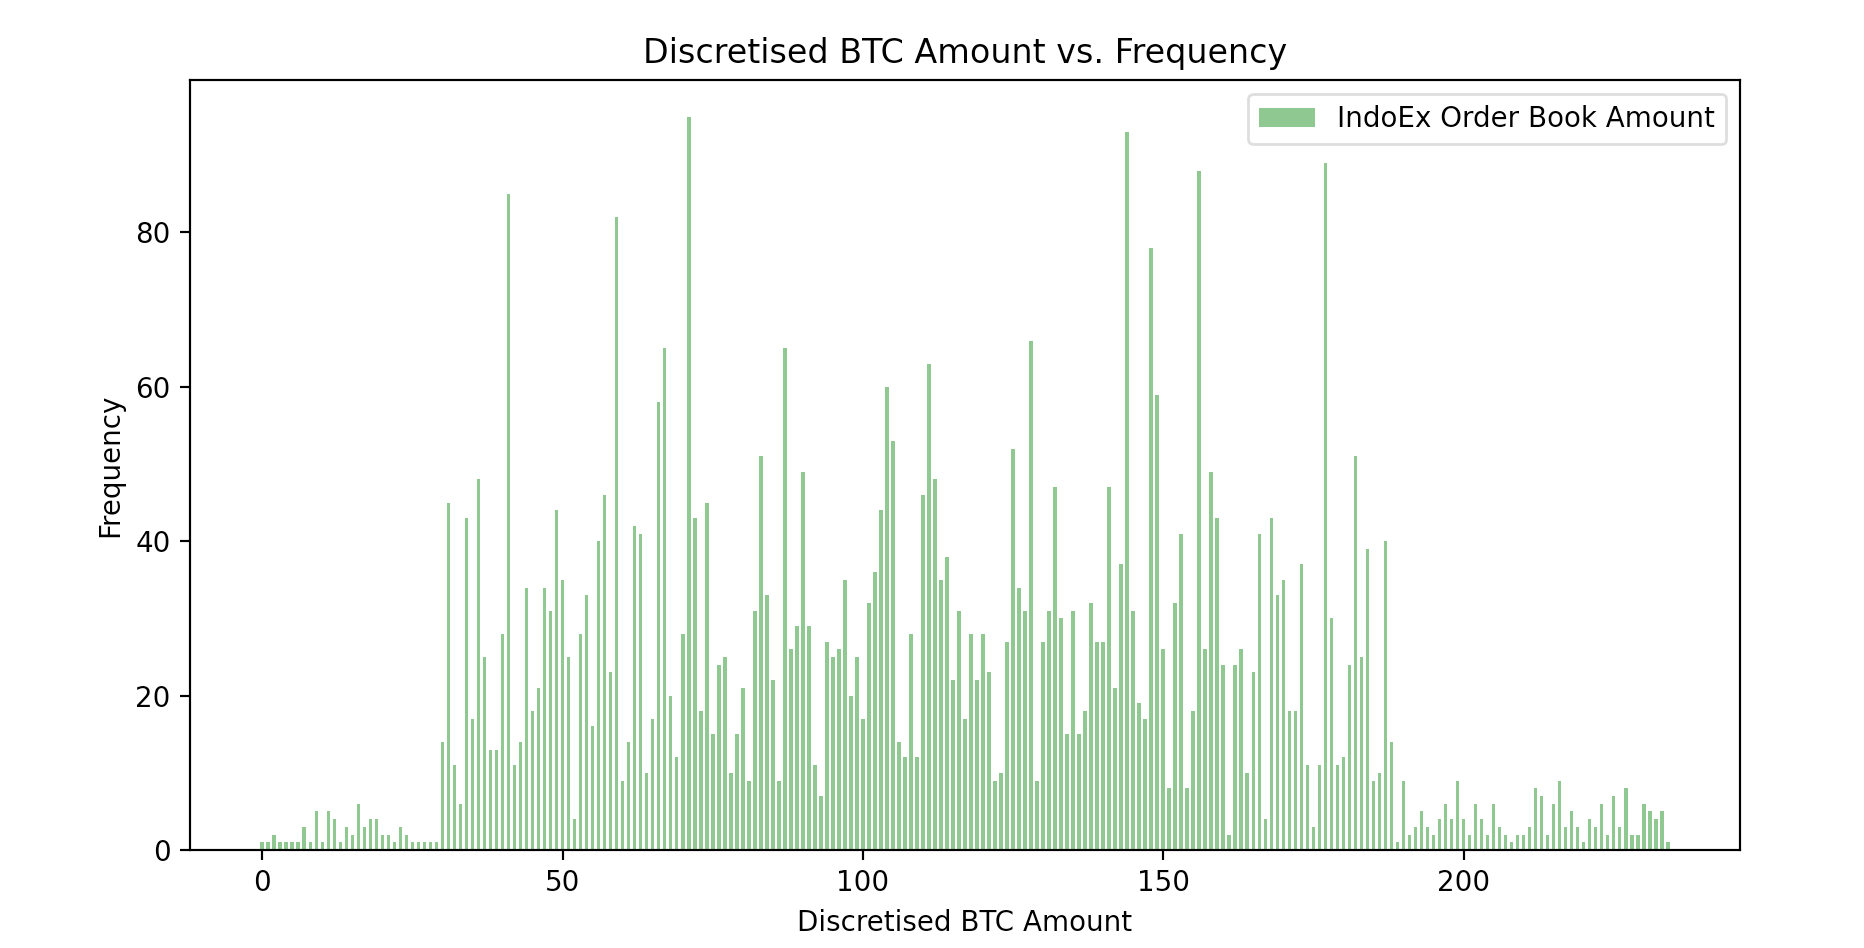 Discretised BTC Amount vs. Frequency
IndoEx Order Book Amount
Frequency
80
60
40
20
0
0 50 100 150 200
Discretised BTC Amount